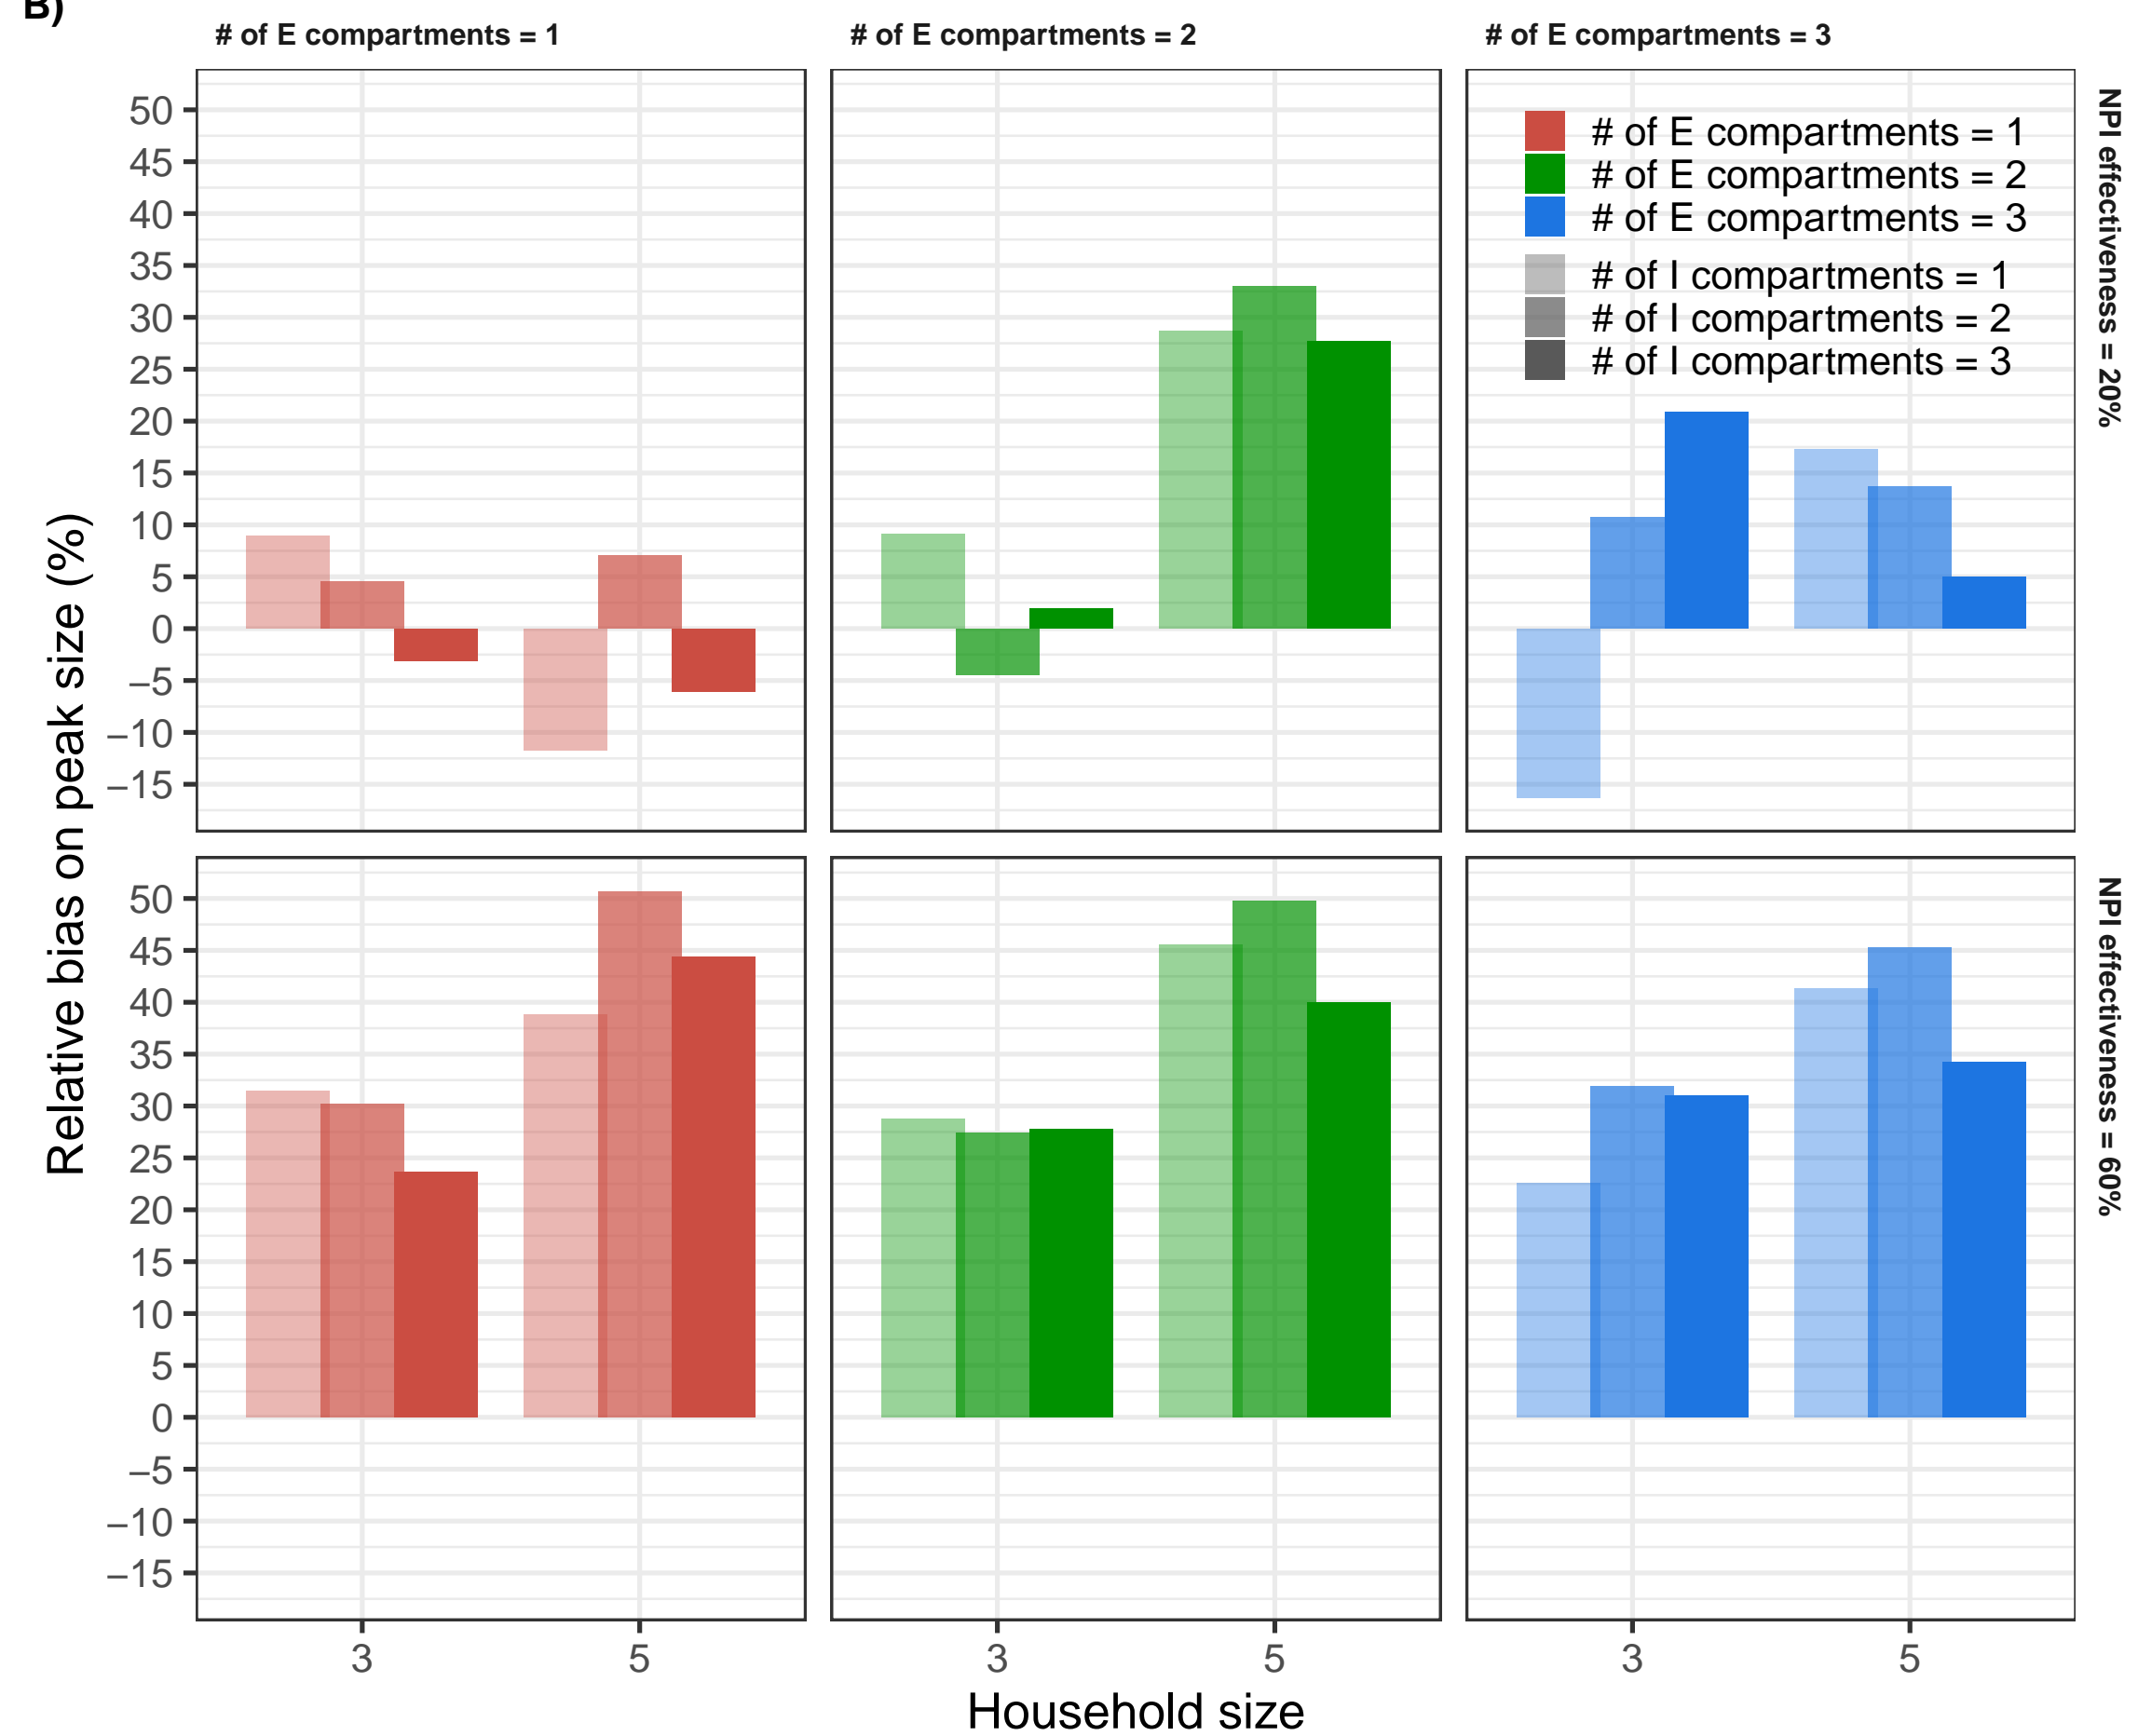 B)
# of E compartments = 1
# of E compartments = 2
# of E compartments = 3
# of E compartments = 1
# of E compartments = 2
# of E compartments = 3
# of I compartments = 1
# of I compartments = 2
# of I compartments = 3
NPI effectiveness = 20%
NPI effectiveness = 60%
Relative bias on peak size (%)
50
45
40
35
30
25
20
15
10
5
0
−5
−10
−15
50
45
40
35
30
25
20
15
10
5
0
−5
−10
−15
3
5
3
5
3
5
Household size